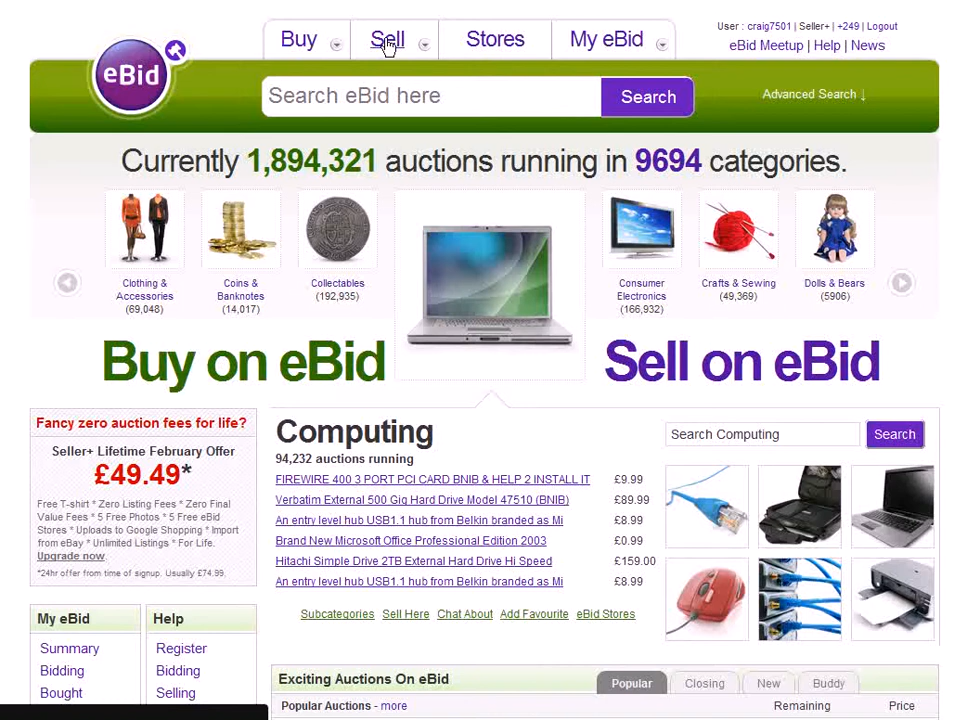 Buy
Sell
Stores
My eBid
User : craig7501 | Seller+ | +249 | Logout
eBid Meetup | Help | News
eBid
Search eBid here
Search
Advanced Search ↓
Currently 1,894,321 auctions running in 9694 categories.
Clothing & Accessories (69,048)
Coins & Banknotes (14,017)
Collectables (192,935)
Consumer Electronics (166,932)
Crafts & Sewing (49,369)
Dolls & Bears (5906)
Buy on eBid
Sell on eBid
Fancy zero auction fees for life?
Seller+ Lifetime February Offer
£49.49*
Free T-shirt * Zero Listing Fees * Zero Final
Value Fees * 5 Free Photos * 5 Free eBid
Stores * Uploads to Google Shopping * Import
from eBay * Unlimited Listings * For Life.
Upgrade now.
*24hr offer from time of signup. Usually £74.99.
Computing
94,232 auctions running
Search Computing
Search
FIREWIRE 400 3 PORT PCI CARD BNIB & HELP 2 INSTALL IT £9.99
Verbatim External 500 Gig Hard Drive Model 47510 (BNIB) £89.99
An entry level hub USB1.1 hub from Belkin branded as Mi £8.99
Brand New Microsoft Office Professional Edition 2003 £0.99
Hitachi Simple Drive 2TB External Hard Drive Hi Speed £159.00
An entry level hub USB1.1 hub from Belkin branded as Mi £8.99
Subcategories Sell Here Chat About Add Favourite eBid Stores
My eBid
Summary
Bidding
Bought
Help
Register
Bidding
Selling
Exciting Auctions On eBid
Popular
Closing
New
Buddy
Popular Auctions - more
Remaining
Price